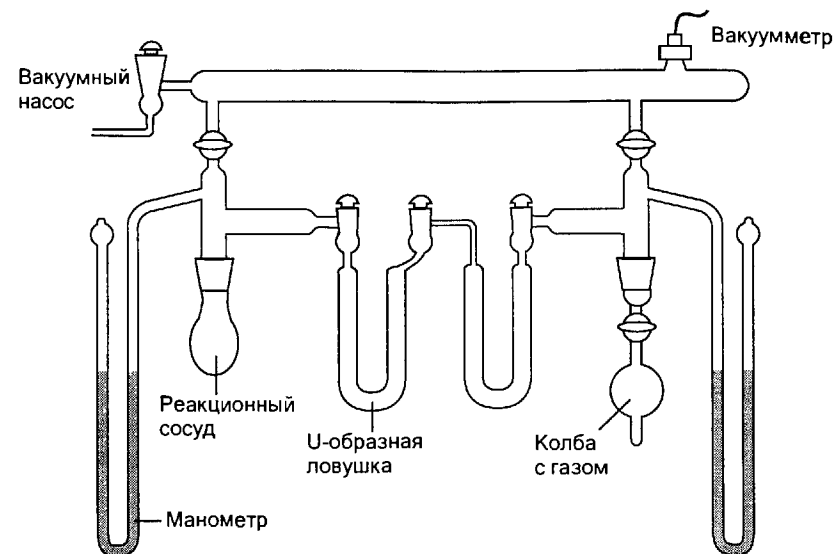 Вакуумметр
Вакуумный
насос
Реакционный
сосуд
U-образная
ловушка
Колба
с газом
Манометр